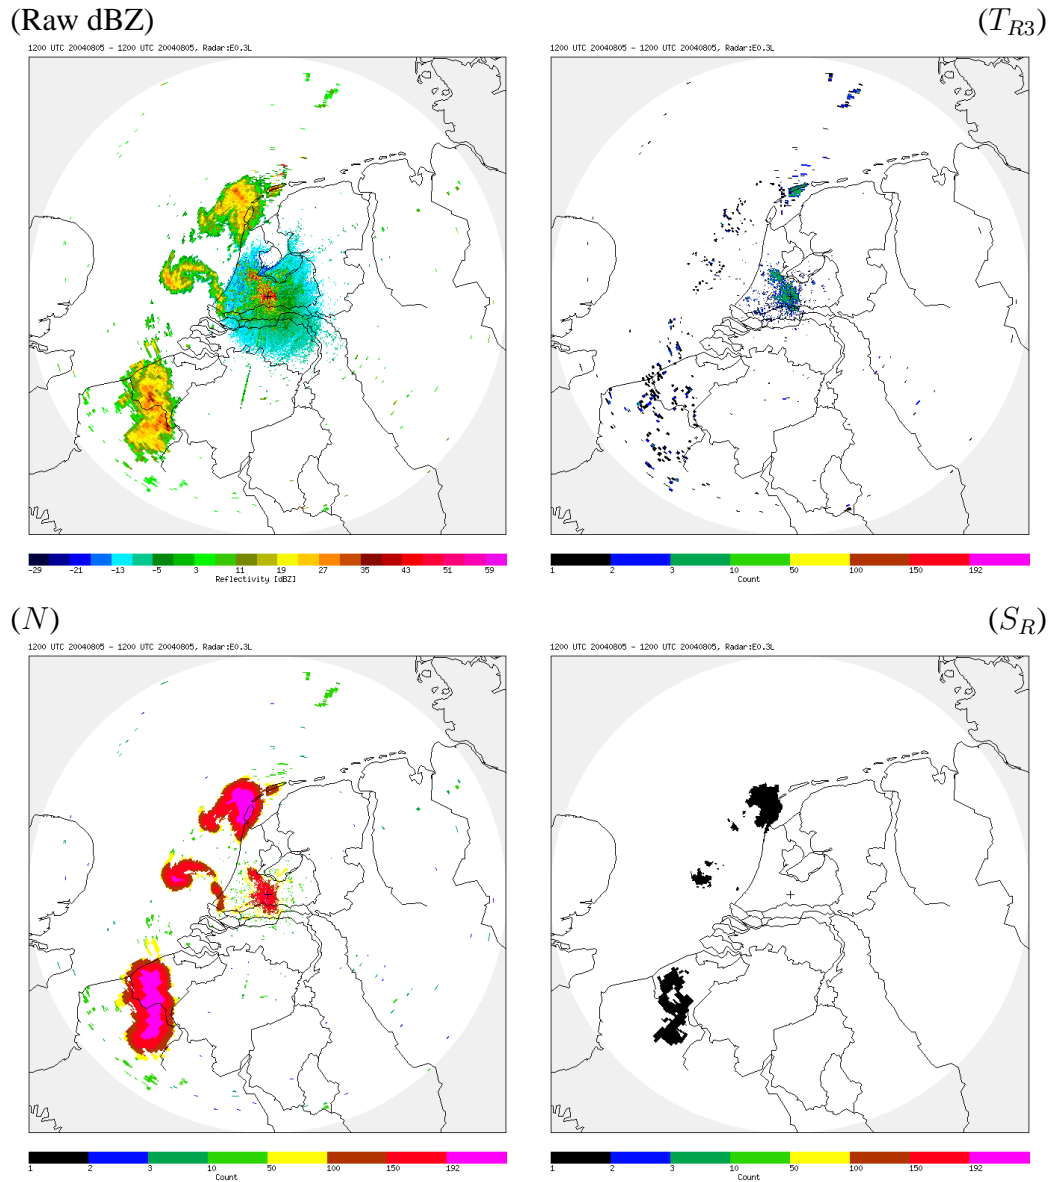 (Raw dBZ) (T_{R3})
1200 UTC 20040805 - 1200 UTC 20040805, Radar:E0.3L 1200 UTC 20040805 - 1200 UTC 20040805, Radar:E0.3L
-29 -21 -13 -5 3 11 19 27 35 43 51 59 1 2 3 10 50 100 150 192
Reflectivity [dBZ] Count
(N) (S_R)
1200 UTC 20040805 - 1200 UTC 20040805, Radar:E0.3L 1200 UTC 20040805 - 1200 UTC 20040805, Radar:E0.3L
1 2 3 10 50 100 150 192 1 2 3 10 50 100 150 192
Count Count